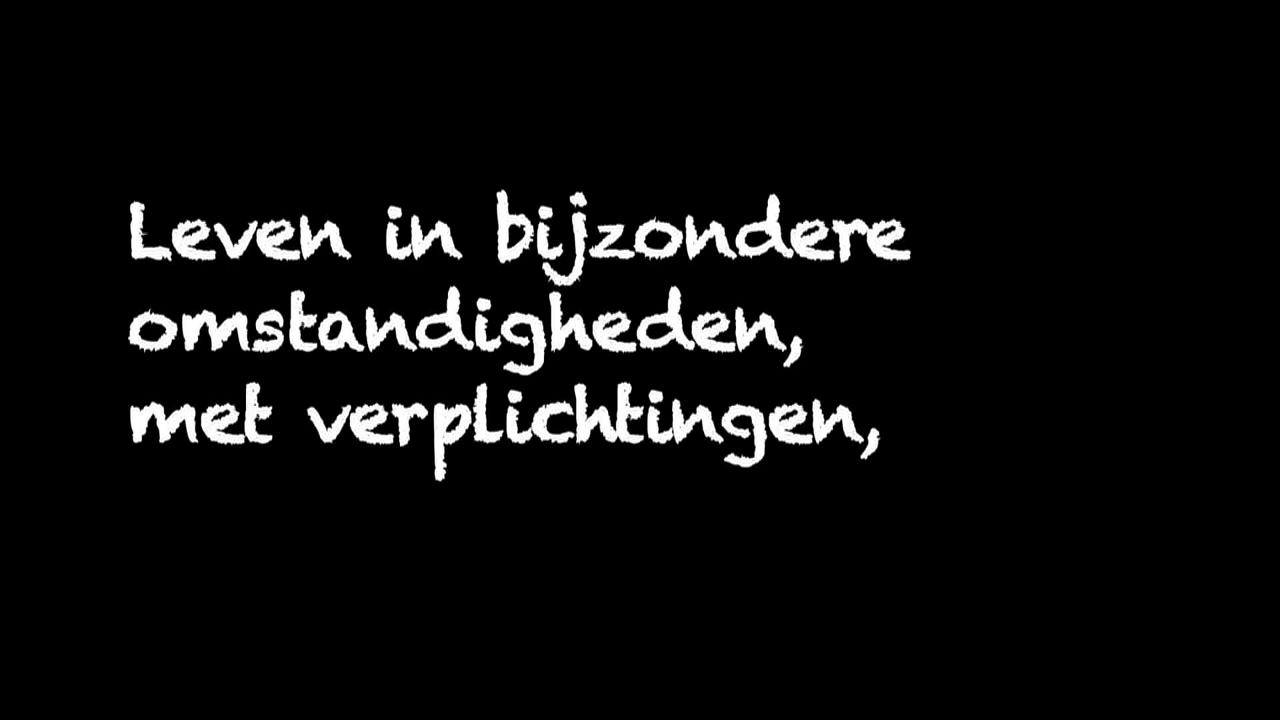 Leven in bijzondere
omstandigheden,
met verplichtingen,